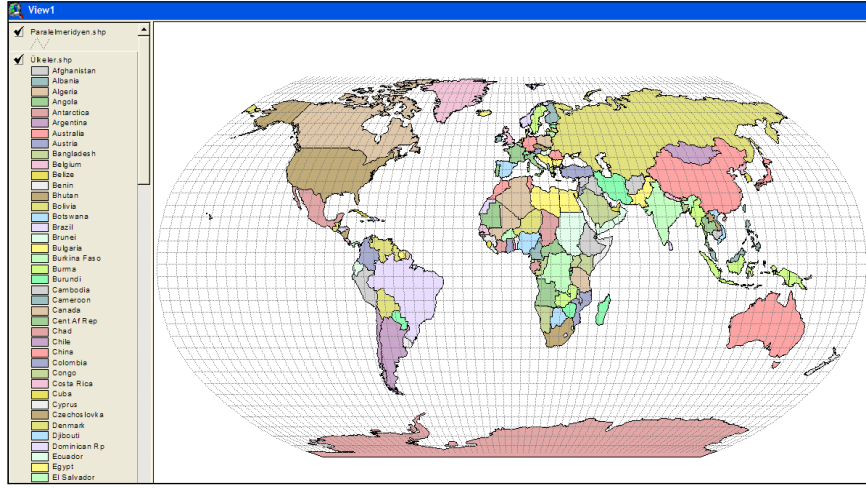 View1
Paralelmeridyen.shp
Ülkeler.shp
Afghanistan
Albania
Algeria
Angola
Antarctica
Argentina
Australia
Austria
Bangladesh
Belgium
Belize
Benin
Bhutan
Bolivia
Botswana
Brazil
Brunei
Bulgaria
Burkina Faso
Burma
Burundi
Cambodia
Cameroon
Canada
Cent Af Rep
Chad
Chile
China
Colombia
Congo
Costa Rica
Cuba
Cyprus
Czechoslovka
Denmark
Djibouti
Dominican Rp
Ecuador
Egypt
El Salvador